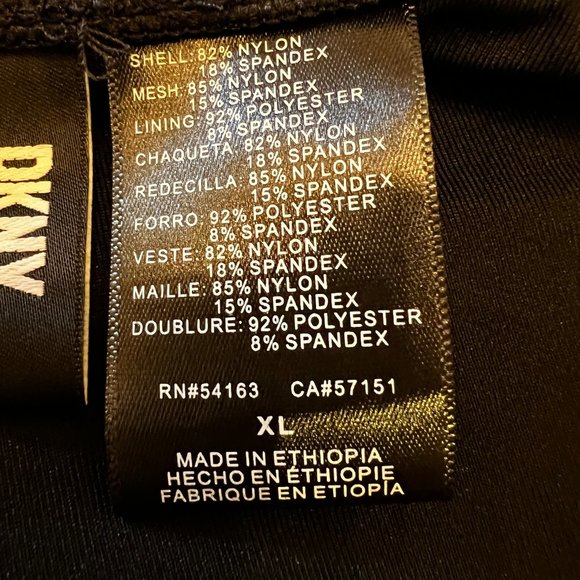 DKNY
SHELL: 82% NYLON
18% SPANDEX
MESH: 85% NYLON
15% SPANDEX
LINING: 92% POLYESTER
8% SPANDEX
CHAQUETA: 82% NYLON
18% SPANDEX
REDECILLA: 85% NYLON
15% SPANDEX
FORRO: 92% POLYESTER
8% SPANDEX
VESTE: 82% NYLON
18% SPANDEX
MAILLE: 85% NYLON
15% SPANDEX
DOUBLURE: 92% POLYESTER
8% SPANDEX
RN#54163 CA#57151
XL
MADE IN ETHIOPIA
HECHO EN ÉTHIOPIE
FABRIQUE EN ETIOPÍA